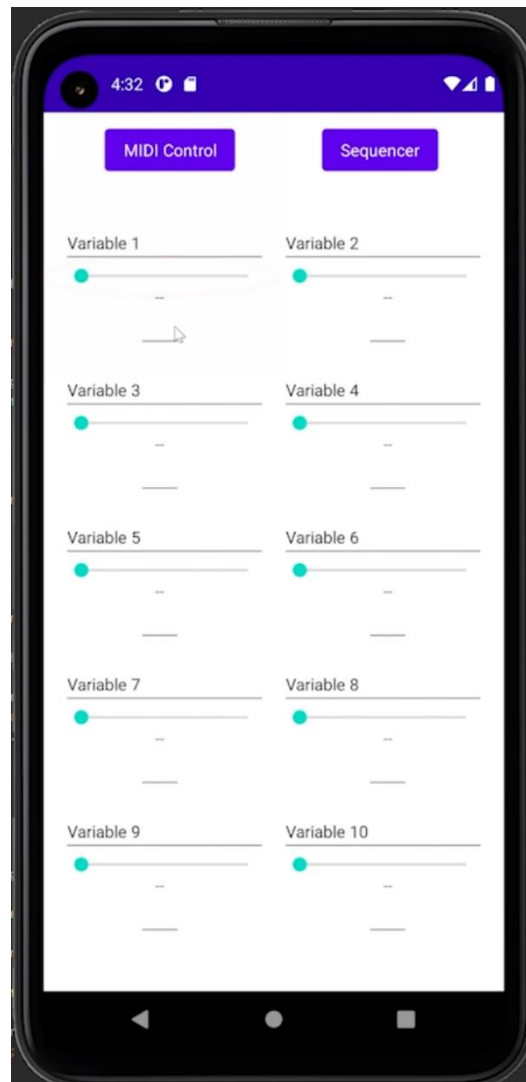 4:32
MIDI Control Sequencer
Variable 1 Variable 2
-- --
Variable 3 Variable 4
-- --
Variable 5 Variable 6
-- --
Variable 7 Variable 8
-- --
Variable 9 Variable 10
-- --